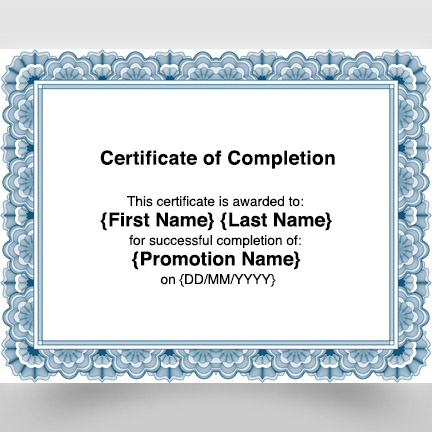 Certificate of Completion
This certificate is awarded to:
{First Name} {Last Name}
for successful completion of:
{Promotion Name}
on {DD/MM/YYYY}